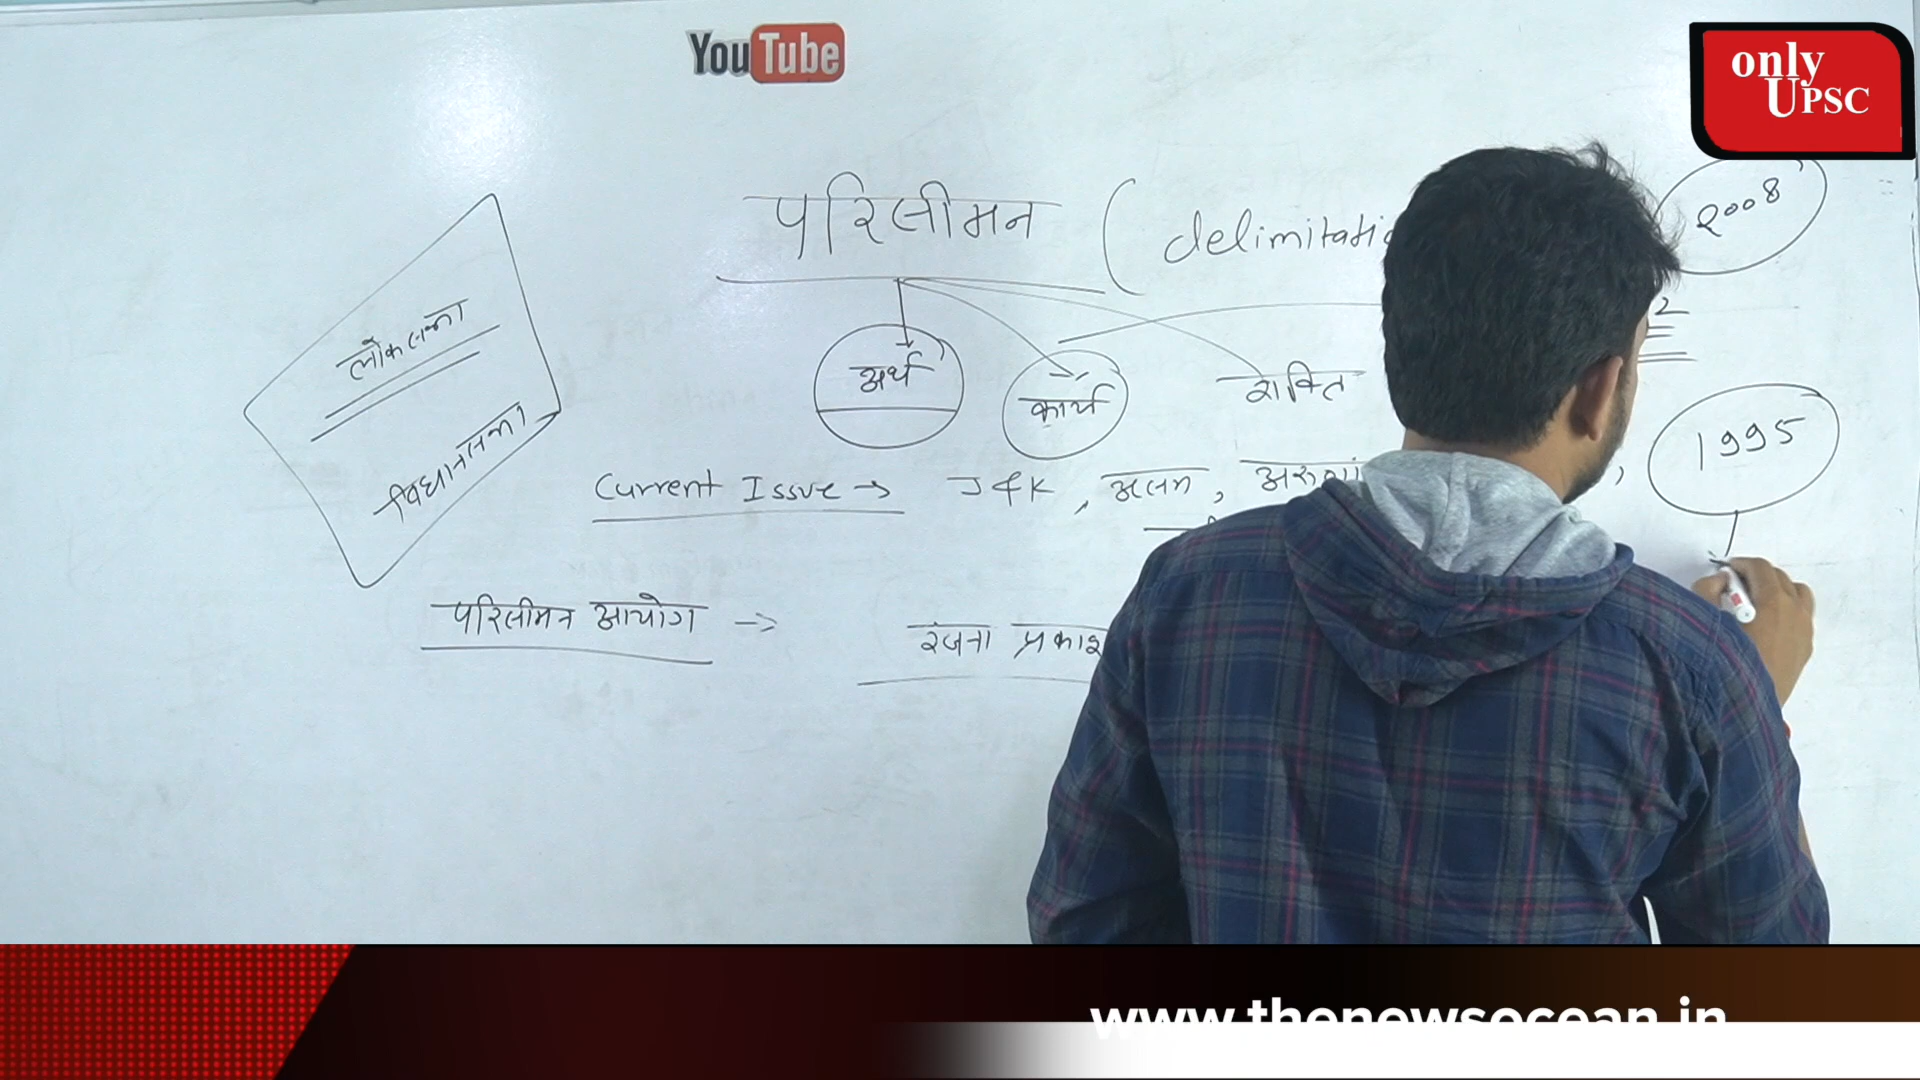 YouTube
only
UPSC
परिसीमन (delimitati
2008
2
लोकसभा
विधानसभा
अर्थ
कार्य
शक्ति
1995
Current Issue → J&K, असम,
परिसीमन आयोग →
रंजना प्रकाश
www.thenewsocean.in